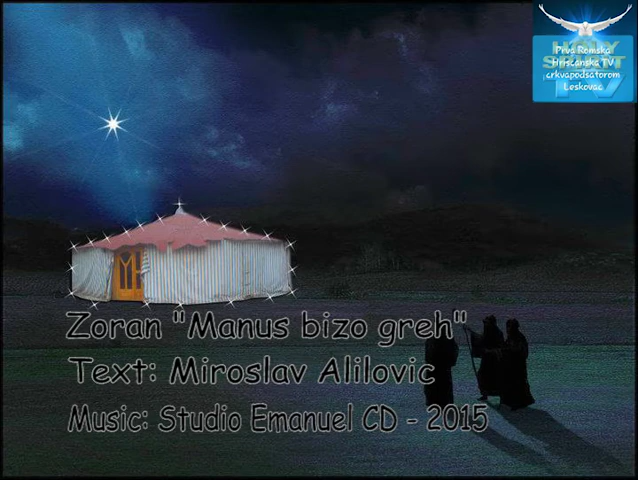 Prva Romska
Hriscanska TV
crkvapodsatorom
Leskovac
Zoran "Manus bizo greh"
Text: Miroslav Alilovic
Music: Studio Emanuel CD - 2015